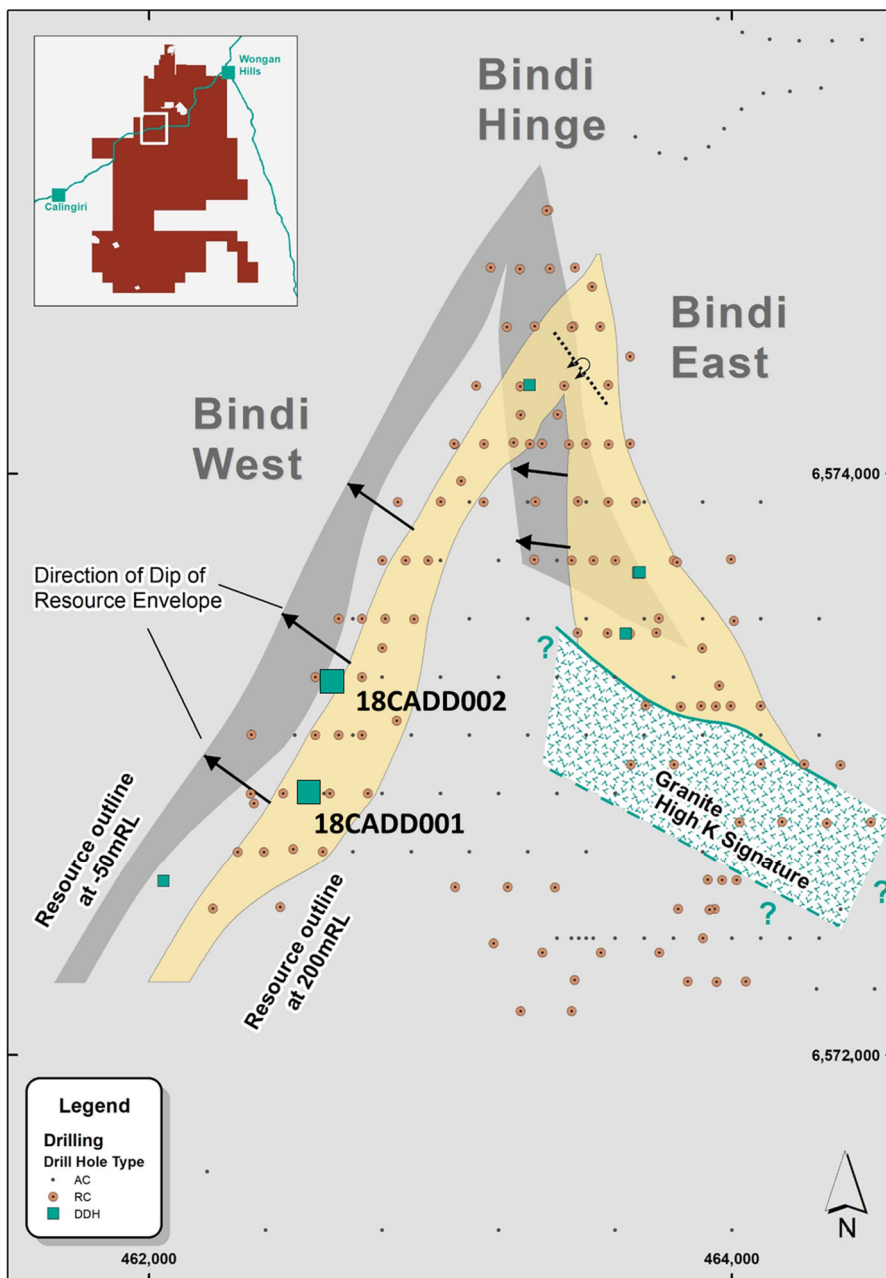 Wongan
Hills
Calingiri
Bindi
Hinge
Bindi
East
Bindi
West
6,574,000
Direction of Dip of
Resource Envelope
?
18CADD002
18CADD001
Granite
High K Signature
?
?
Resource outline
at -50mRL
Resource outline
at 200mRL
6,572,000
Legend
Drilling
Drill Hole Type
AC
RC
DDH
N
462,000
464,000